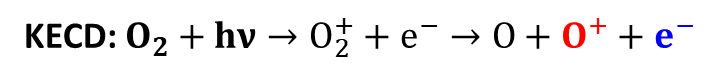 KECD: O₂ + hν → O₂⁺ + e⁻ → O + O⁺ + e⁻